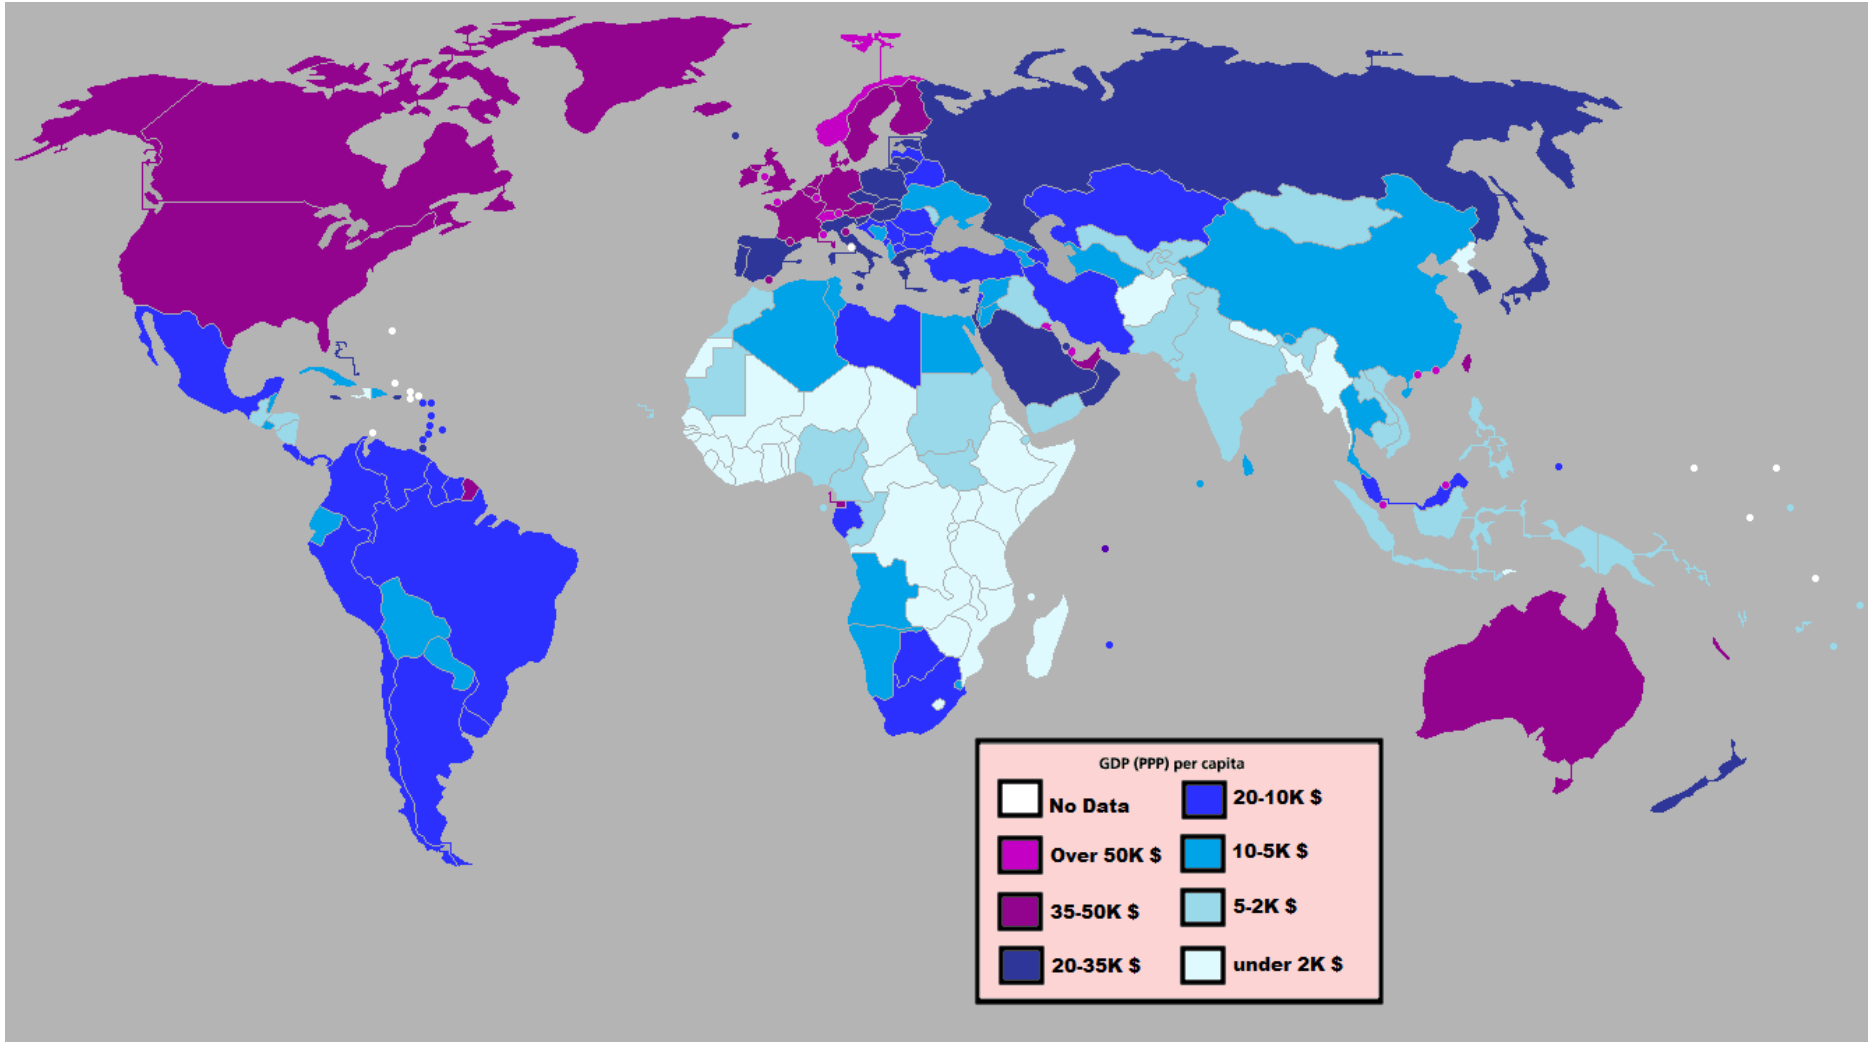 GDP (PPP) per capita
No Data
Over 50K $
35-50K $
20-35K $
20-10K $
10-5K $
5-2K $
under 2K $